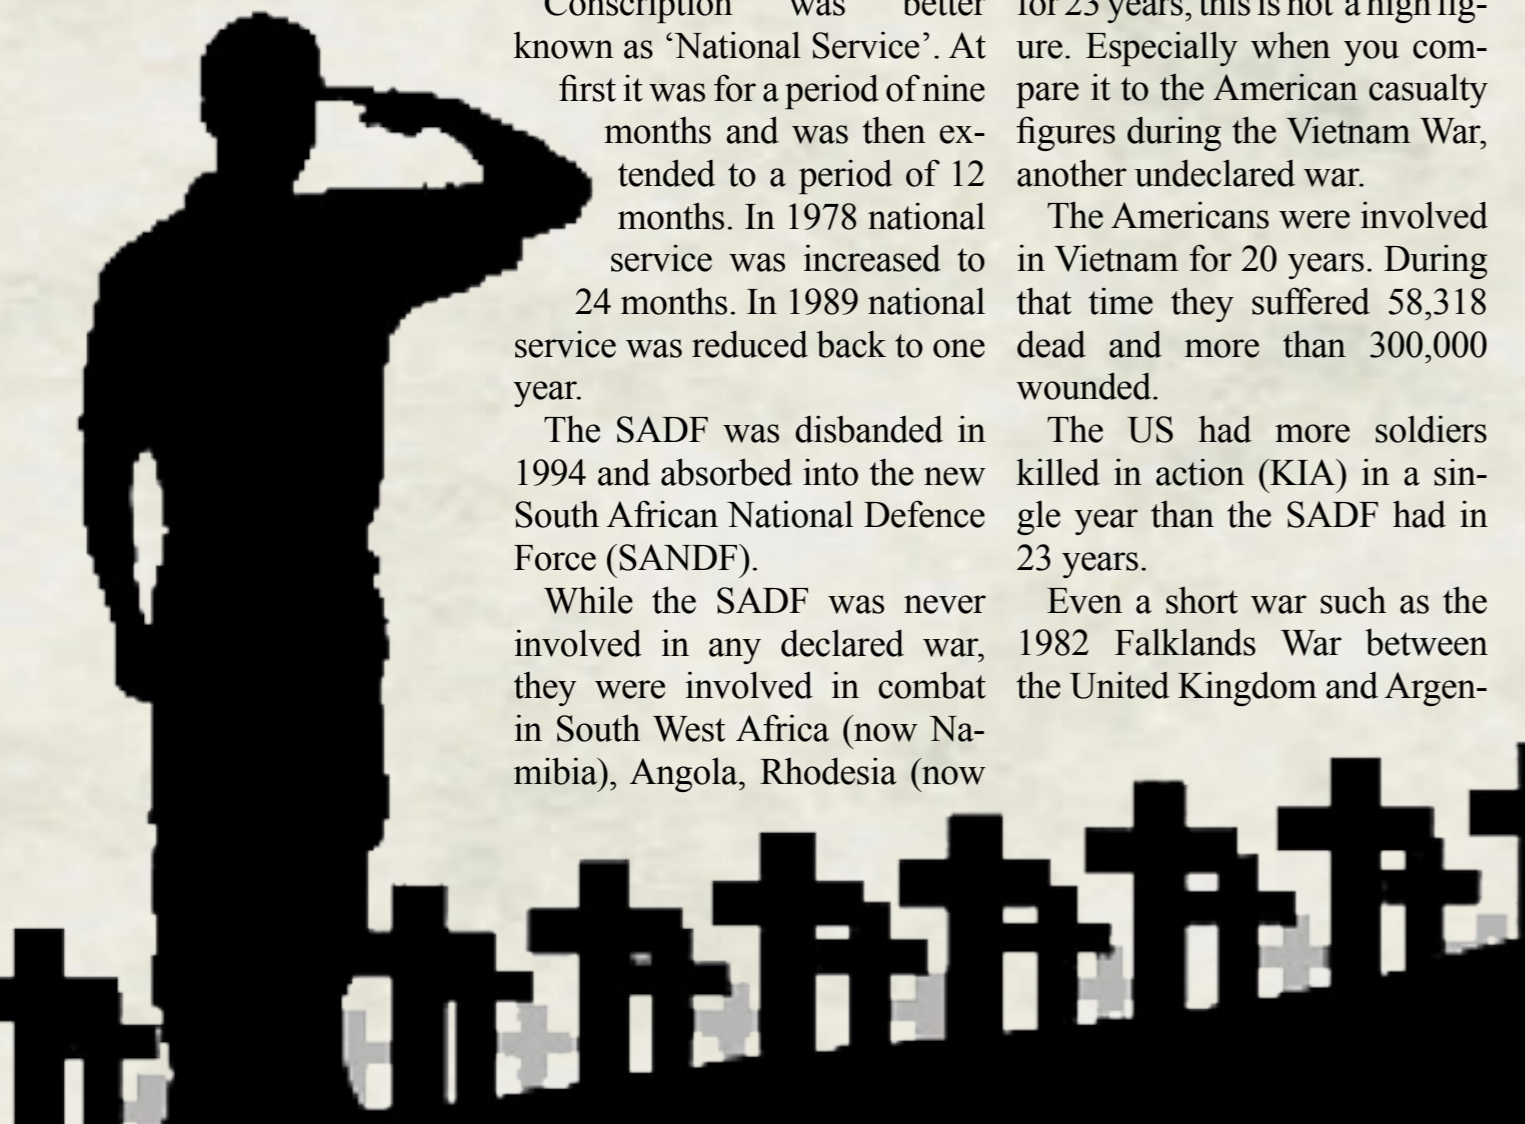 Conscription was better
known as ‘National Service’. At
first it was for a period of nine
months and was then ex-
tended to a period of 12
months. In 1978 national
service was increased to
24 months. In 1989 national
service was reduced back to one
year.
The SADF was disbanded in
1994 and absorbed into the new
South African National Defence
Force (SANDF).
While the SADF was never
involved in any declared war,
they were involved in combat
in South West Africa (now Na-
mibia), Angola, Rhodesia (now
for 23 years, this is not a high fig-
ure. Especially when you com-
pare it to the American casualty
figures during the Vietnam War,
another undeclared war.
The Americans were involved
in Vietnam for 20 years. During
that time they suffered 58,318
dead and more than 300,000
wounded.
The US had more soldiers
killed in action (KIA) in a sin-
gle year than the SADF had in
23 years.
Even a short war such as the
1982 Falklands War between
the United Kingdom and Argen-